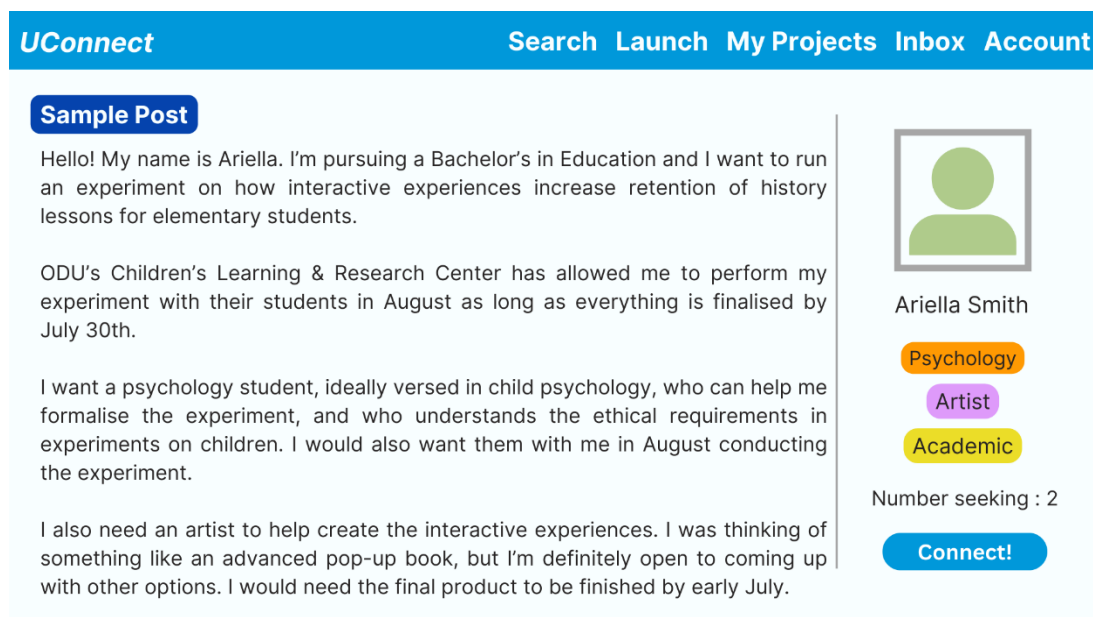 UConnect
Search Launch My Projects Inbox Account
Sample Post
Hello! My name is Ariella. I’m pursuing a Bachelor’s in Education and I want to run
an experiment on how interactive experiences increase retention of history
lessons for elementary students.
ODU’s Children’s Learning & Research Center has allowed me to perform my
experiment with their students in August as long as everything is finalised by
July 30th.
I want a psychology student, ideally versed in child psychology, who can help me
formalise the experiment, and who understands the ethical requirements in
experiments on children. I would also want them with me in August conducting
the experiment.
I also need an artist to help create the interactive experiences. I was thinking of
something like an advanced pop-up book, but I’m definitely open to coming up
with other options. I would need the final product to be finished by early July.
Ariella Smith
Psychology
Artist
Academic
Number seeking : 2
Connect!